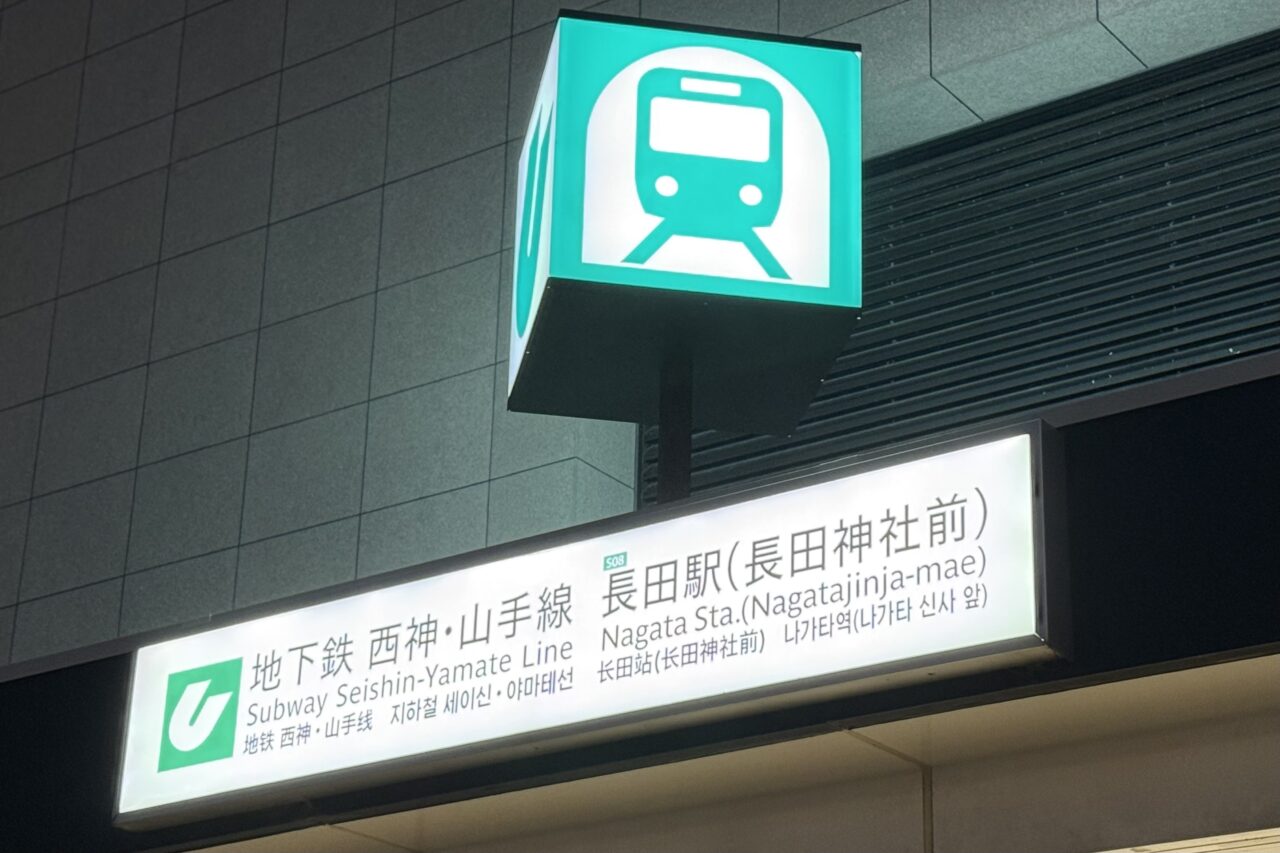 地下鉄 西神・山手線
Subway Seishin-Yamate Line
地铁 西神・山手线 지하철 세이신・야마테선
S08
長田駅(長田神社前)
Nagata Sta.(Nagatajinja-mae)
长田站(长田神社前) 나가타역(나가타 신사 앞)